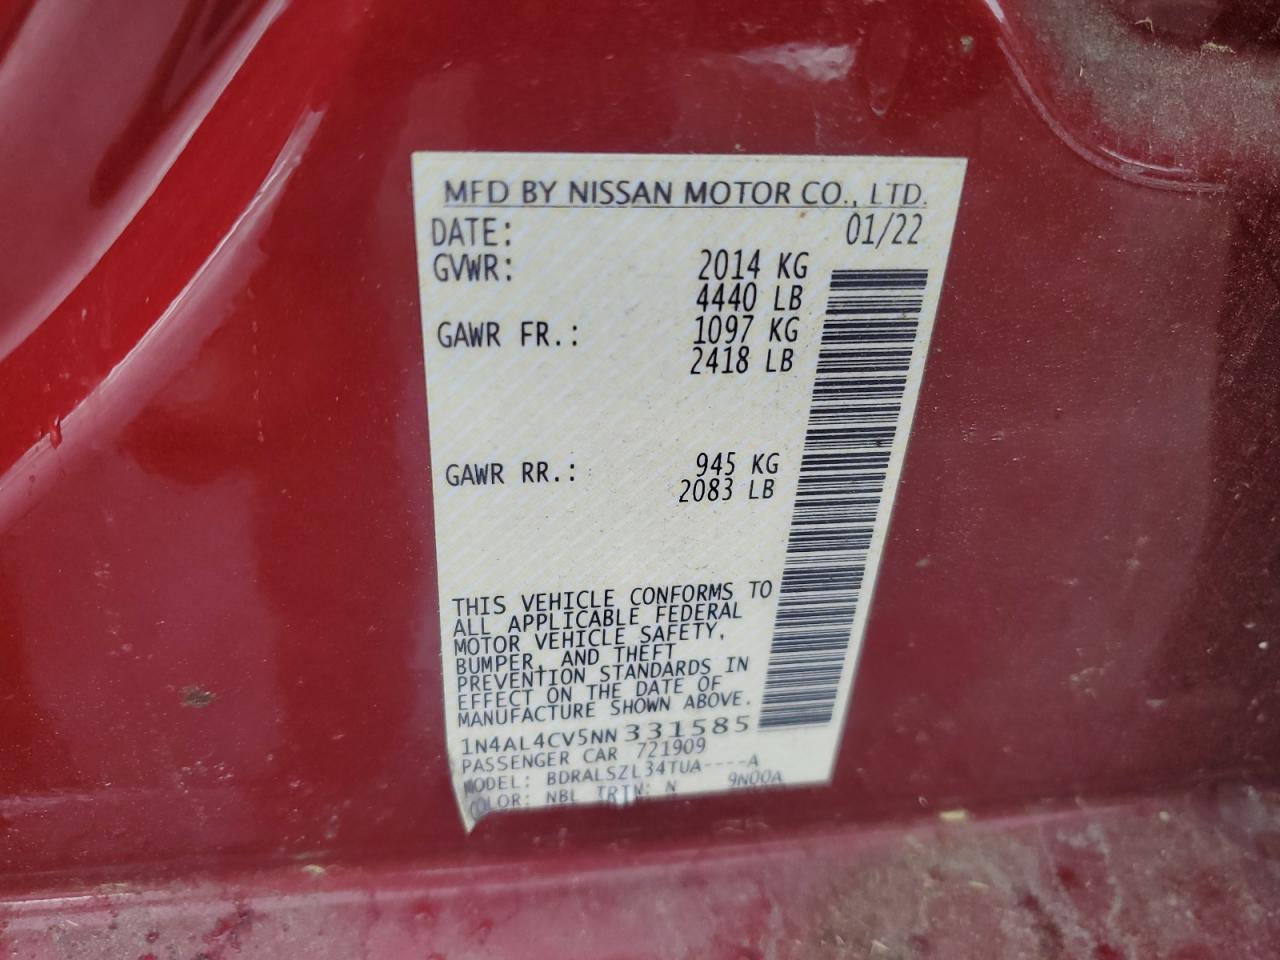 MFD BY NISSAN MOTOR CO., LTD.
DATE: 01/22
GVWR: 2014 KG
4440 LB
GAWR FR.: 1097 KG
2418 LB
GAWR RR.: 945 KG
2083 LB
THIS VEHICLE CONFORMS TO
ALL APPLICABLE FEDERAL
MOTOR VEHICLE SAFETY,
BUMPER, AND THEFT
PREVENTION STANDARDS IN
EFFECT ON THE DATE OF
MANUFACTURE SHOWN ABOVE.
1N4AL4CV5NN331585
PASSENGER CAR 721909
MODEL: BDRALSZL34TUA----A
COLOR: NBL TRIM: N 9N00A